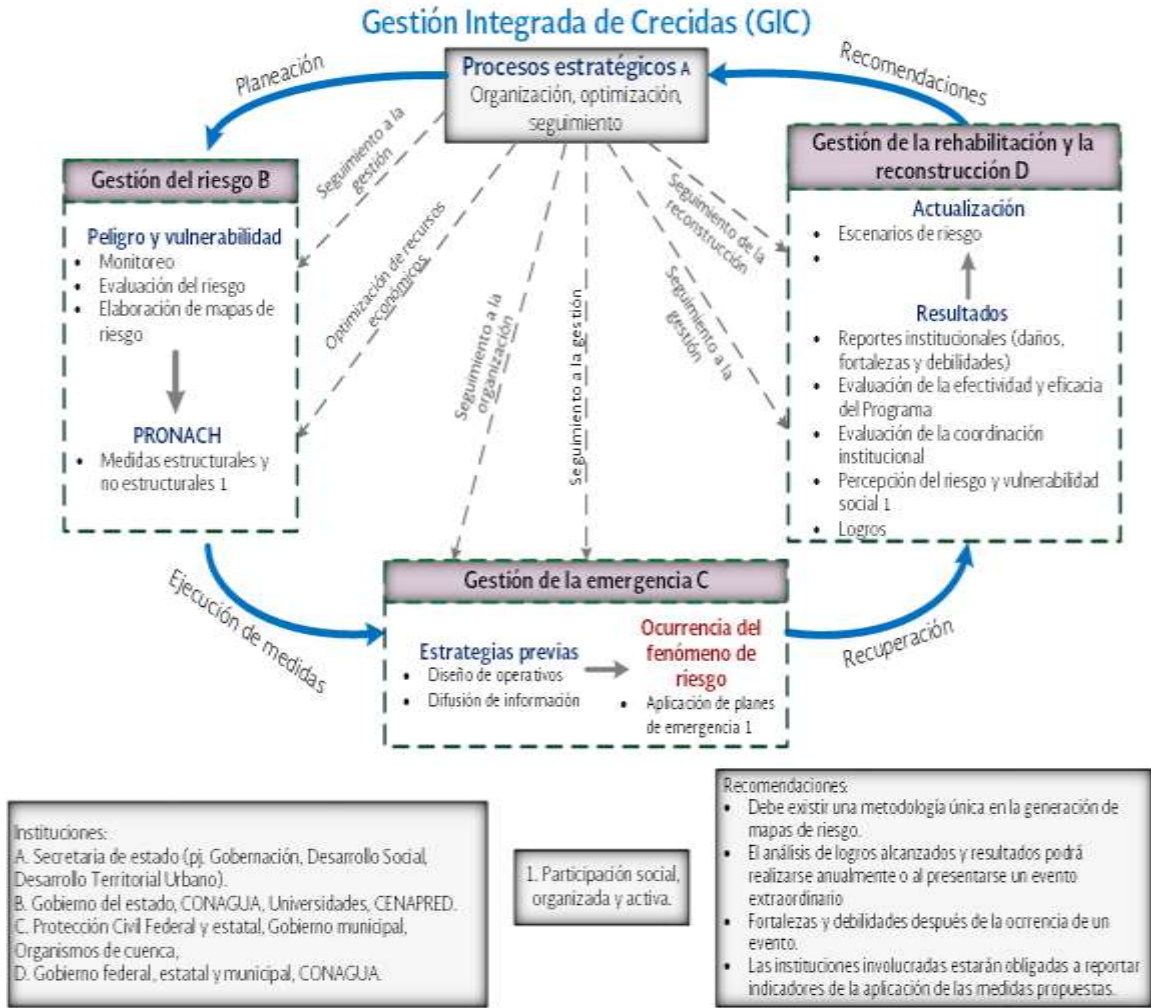 Gestión Integrada de Crecidas (GIC)
Planeación
Procesos estratégicos A
Organización, optimización,
seguimiento
Recomendaciones
Gestión del riesgo B
Peligro y vulnerabilidad
• Monitoreo
• Evaluación del riesgo
• Elaboración de mapas de
riesgo
PRONACH
• Medidas estructurales y
no estructurales 1
Seguimiento a la
gestión
Optimización de recursos
económicos
Seguimiento a la
organización
Seguimiento a la gestión
Seguimiento de la
reconstrucción
Seguimiento a la
gestión
Gestión de la rehabilitación y la
reconstrucción D
Actualización
• Escenarios de riesgo
•
Resultados
• Reportes institucionales (daños,
fortalezas y debilidades)
• Evaluación de la efectividad y eficacia
del Programa
• Evaluación de la coordinación
institucional
• Percepción del riesgo y vulnerabilidad
social 1
• Logros
Ejecución de medidas
Gestión de la emergencia C
Estrategias previas
• Diseño de operativos
• Difusión de información
Ocurrencia del
fenómeno de
riesgo
• Aplicación de planes
de emergencia 1
Recuperación
Instituciones:
A. Secretaria de estado (pj. Gobernación, Desarrollo Social,
Desarrollo Territorial Urbano).
B. Gobierno del estado, CONAGUA, Universidades, CENAPRED.
C. Protección Civil Federal y estatal, Gobierno municipal,
Organismos de cuenca,
D. Gobierno federal, estatal y municipal, CONAGUA.
1. Participación social,
organizada y activa.
Recomendaciones:
• Debe existir una metodología única en la generación de
mapas de riesgo.
• El análisis de logros alcanzados y resultados podrá
realizarse anualmente o al presentarse un evento
extraordinario
• Fortalezas y debilidades después de la ocrrencia de un
evento.
• Las instituciones involucradas estarán obligadas a reportar
indicadores de la aplicación de las medidas propuestas.